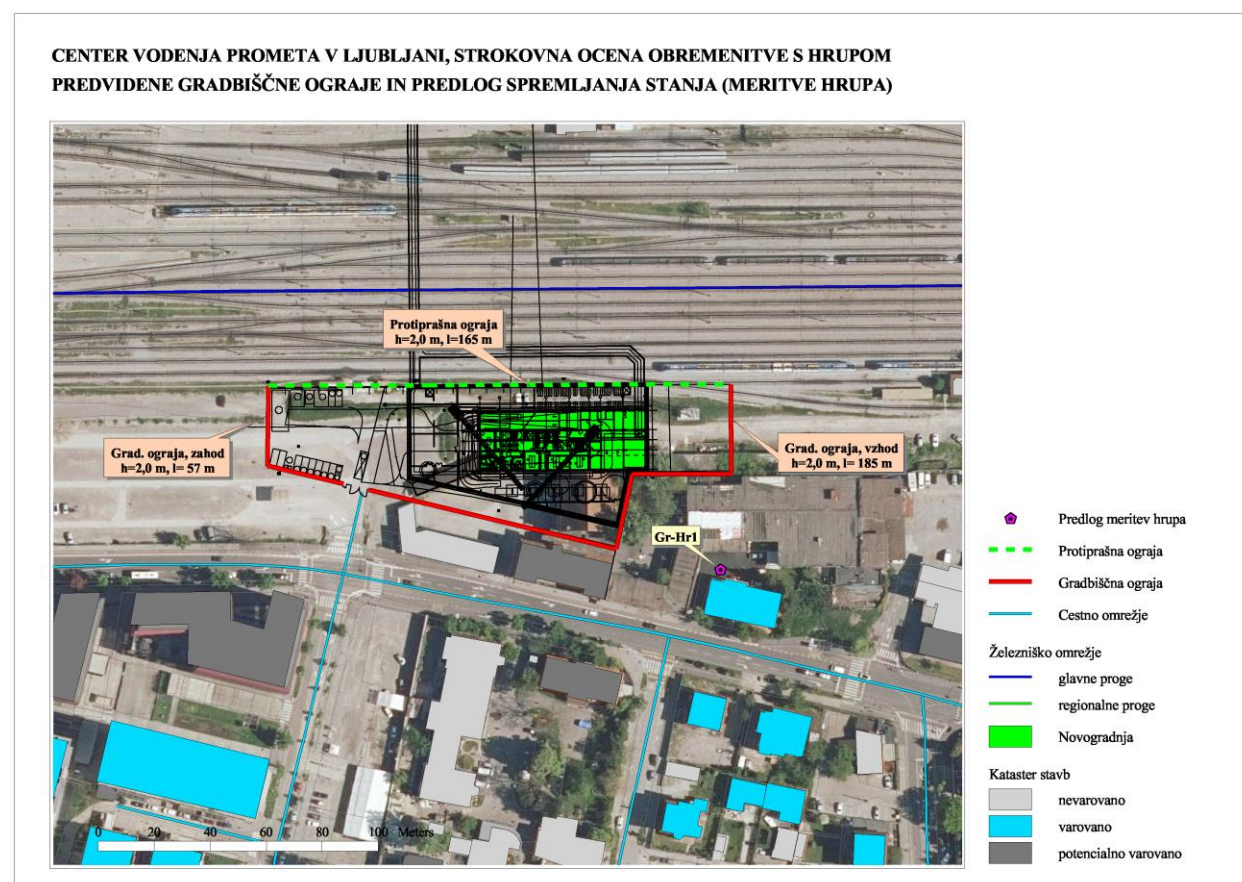 CENTER VODENJA PROMETA V LJUBLJANI, STROKOVNA OCENA OBREMENITVE S HRUPOM
PREDVIDENE GRADBIŠČNE OGRAJE IN PREDLOG SPREMLJANJA STANJA (MERITVE HRUPA)
Protiprašna ograja
h=2,0 m, l=165 m
Grad. ograja, zahod
h=2,0 m, l= 57 m
Grad. ograja, vzhod
h=2,0 m, l= 185 m
Gr-Hr1
0 20 40 60 80 100 Meters
Predlog meritev hrupa
Protiprašna ograja
Gradbiščna ograja
Cestno omrežje
Železniško omrežje
glavne proge
regionalne proge
Novogradnja
Kataster stavb
nevarovano
varovano
potencialno varovano